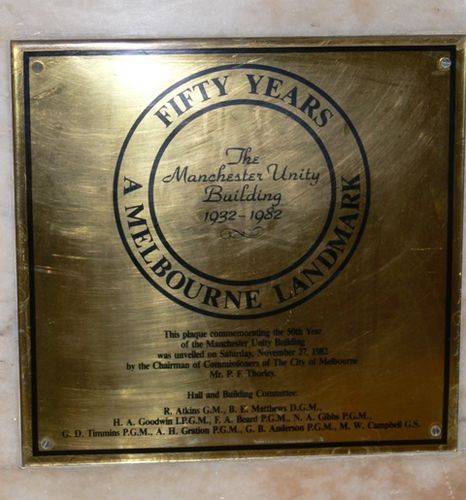 FIFTY YEARS
The
Manchester Unity
Building
1932-1982
A MELBOURNE LANDMARK
This plaque commemorating the 50th Year
of the Manchester Unity Building
was unveiled on Saturday, November 27, 1982
by the Chairman of Commissioners of The City of Melbourne
Mr. P. F. Thorley.
Hall and Building Committee:
R. Atkins G.M., B. E. Matthews D.G.M.,
H. A. Goodwin I.P.G.M., F. A. Beard P.G.M., N. A. Gibbs P.G.M.,
G. D. Timmins P.G.M., A. H. Gration P.G.M., G. B. Anderson P.G.M., M. W. Campbell G.S.